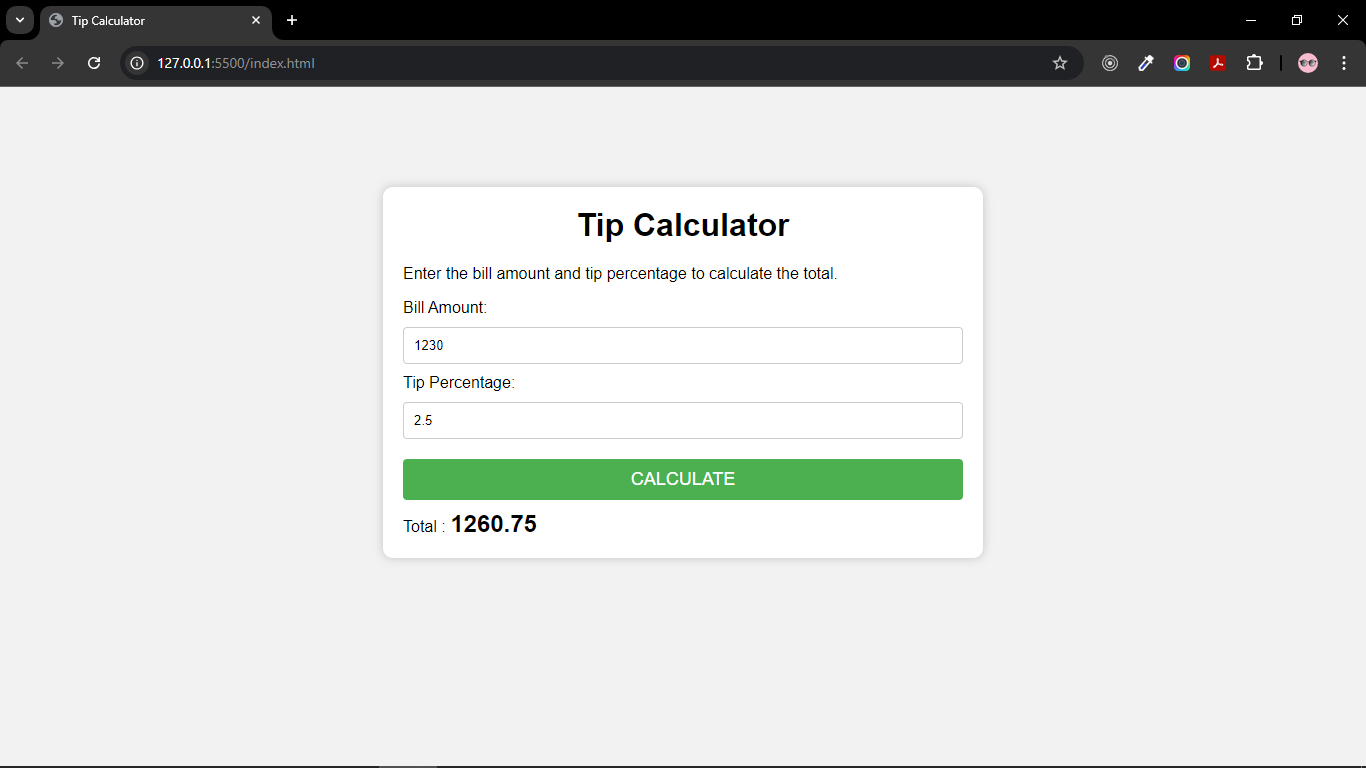 Tip Calculator
127.0.0.1:5500/index.html
Tip Calculator
Enter the bill amount and tip percentage to calculate the total.
Bill Amount:
1230
Tip Percentage:
2.5
CALCULATE
Total : 1260.75